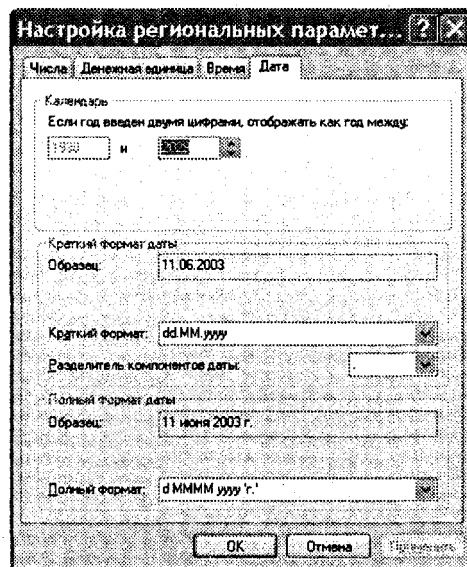 Настройка региональных парамет...
Числа Денежная единица Время Дата
Календарь
Если год введен двумя цифрами, отображать как год между:
1930 и 2029
Краткий формат даты
Образец: 11.06.2003
Краткий формат: dd.MM.yyyy
Разделитель компонентов даты: .
Полный формат даты
Образец: 11 июня 2003 г.
Полный формат: d MMMM yyyy 'г.'
OK Отмена Применить